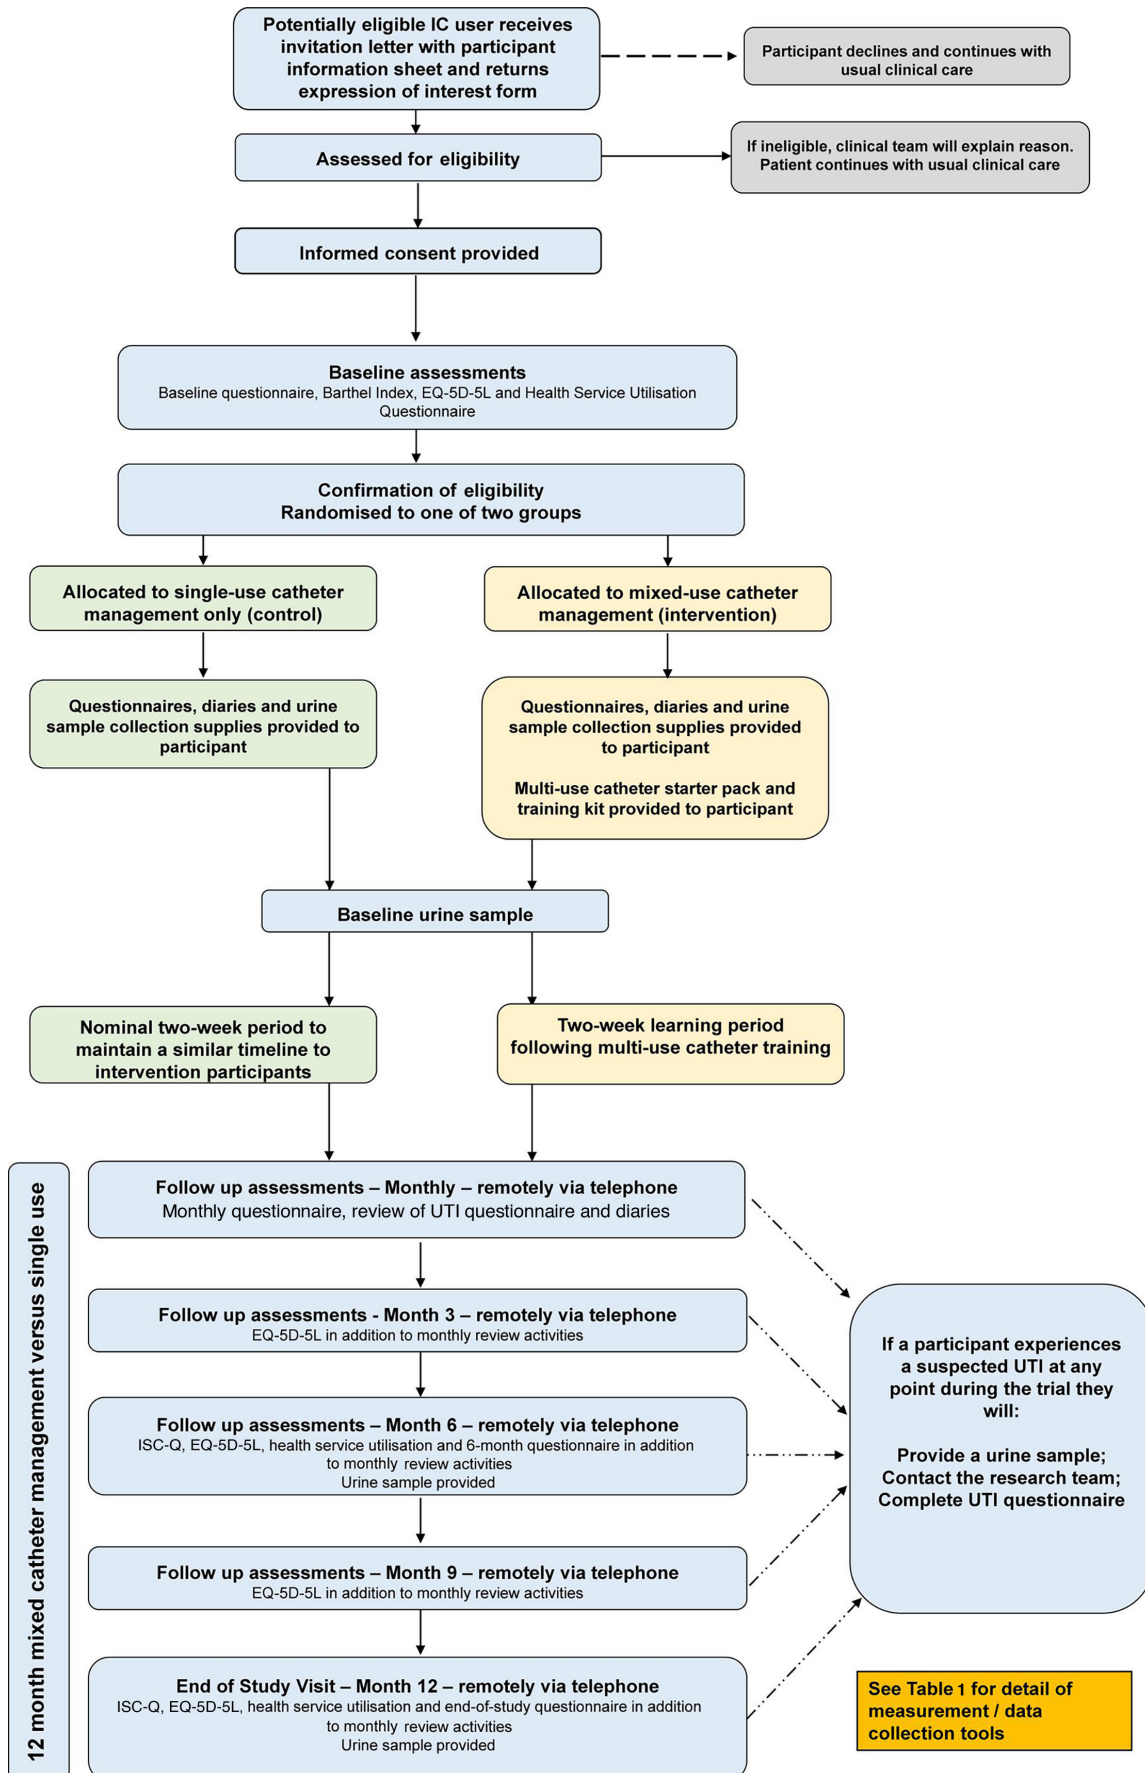 Potentially eligible IC user receives
invitation letter with participant
information sheet and returns
expression of interest form
Participant declines and continues with
usual clinical care
Assessed for eligibility
If ineligible, clinical team will explain reason.
Patient continues with usual clinical care
Informed consent provided
Baseline assessments
Baseline questionnaire, Barthel Index, EQ-5D-5L and Health Service Utilisation
Questionnaire
Confirmation of eligibility
Randomised to one of two groups
Allocated to single-use catheter
management only (control)
Allocated to mixed-use catheter
management (intervention)
Questionnaires, diaries and urine
sample collection supplies provided to
participant
Questionnaires, diaries and urine
sample collection supplies provided
to participant
Multi-use catheter starter pack and
training kit provided to participant
Baseline urine sample
Nominal two-week period to
maintain a similar timeline to
intervention participants
Two-week learning period
following multi-use catheter training
12 month mixed catheter management versus single use
Follow up assessments – Monthly – remotely via telephone
Monthly questionnaire, review of UTI questionnaire and diaries
Follow up assessments - Month 3 – remotely via telephone
EQ-5D-5L in addition to monthly review activities
Follow up assessments – Month 6 – remotely via telephone
ISC-Q, EQ-5D-5L, health service utilisation and 6-month questionnaire in addition
to monthly review activities
Urine sample provided
Follow up assessments – Month 9 – remotely via telephone
EQ-5D-5L in addition to monthly review activities
End of Study Visit – Month 12 – remotely via telephone
ISC-Q, EQ-5D-5L, health service utilisation and end-of-study questionnaire in addition
to monthly review activities
Urine sample provided
If a participant experiences
a suspected UTI at any
point during the trial they
will:
Provide a urine sample;
Contact the research team;
Complete UTI questionnaire
See Table 1 for detail of
measurement / data
collection tools